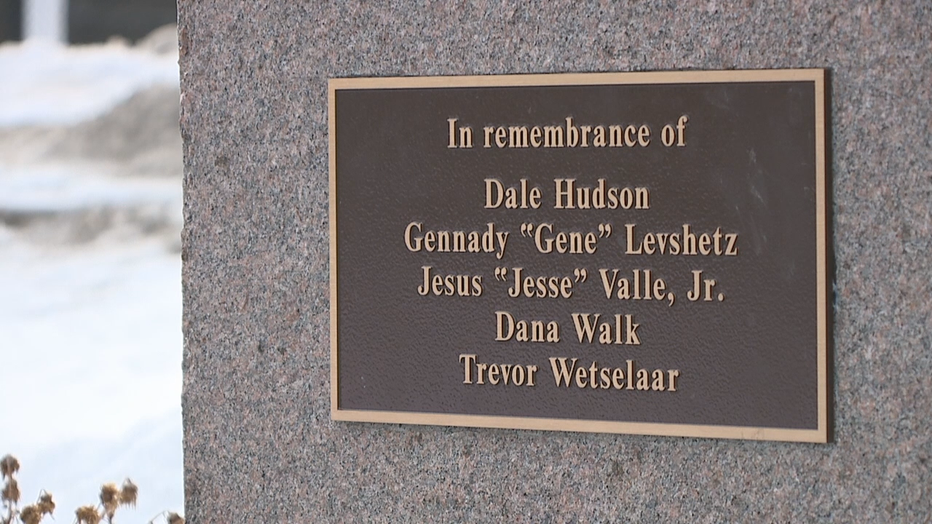 In remembrance of
Dale Hudson
Gennady “Gene” Levshetz
Jesus “Jesse” Valle, Jr.
Dana Walk
Trevor Wetselaar